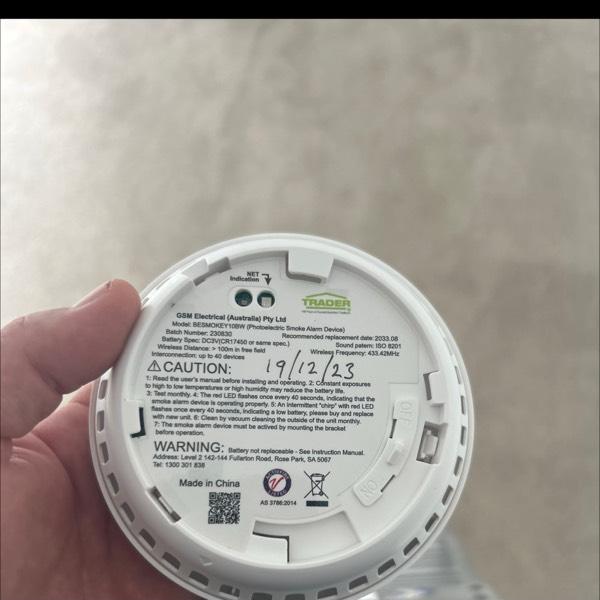 NET
Indication
TRADER
GSM Electrical (Australia) Pty Ltd
Model: BESMOKEY10BW (Photoelectric Smoke Alarm Device)
Batch Number: 230830
Recommended replacement date: 2033.08
Battery Spec: DC3V(CR17450 or same spec.)
Sound patern: ISO 8201
Wireless Distance: > 100m in free field
Wireless Frequency: 433.42MHz
Interconnection: up to 40 devices
CAUTION: 19/12/23
1: Read the user's manual before installing and operating. 2: Constant exposures
to high or low temperatures or high humidity may reduce the battery life.
3: Test monthly. 4: The red LED flashes once every 40 seconds, indicating that the
smoke alarm device is operating properly. 5: An intermittent "chirp" with red LED
flashes once every 40 seconds, indicating a low battery, please buy and replace
with new unit. 6: Clean by vacuum cleaning the outside of the unit monthly.
7: The smoke alarm device must be actived by mounting the bracket
before operation.
WARNING: Battery not replaceable - See Instruction Manual.
Address: Level 2 142-144 Fullarton Road, Rose Park, SA 5067
Tel: 1300 301 838
Made in China
AS 3786:2014
OFF
ON